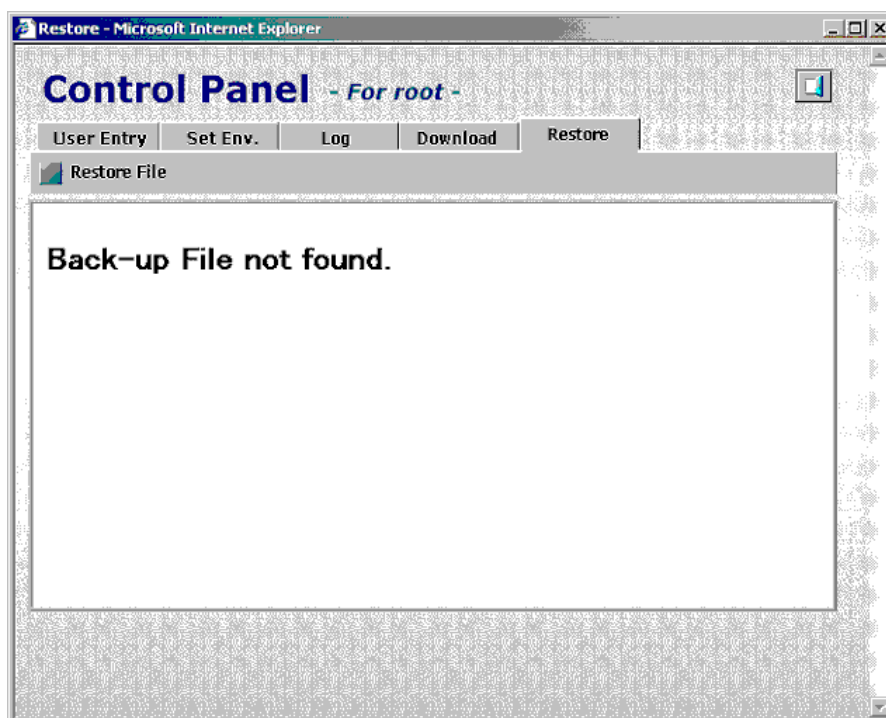 Restore - Microsoft Internet Explorer
Control Panel - For root -
User Entry Set Env. Log Download Restore
Restore File
Back-up File not found.